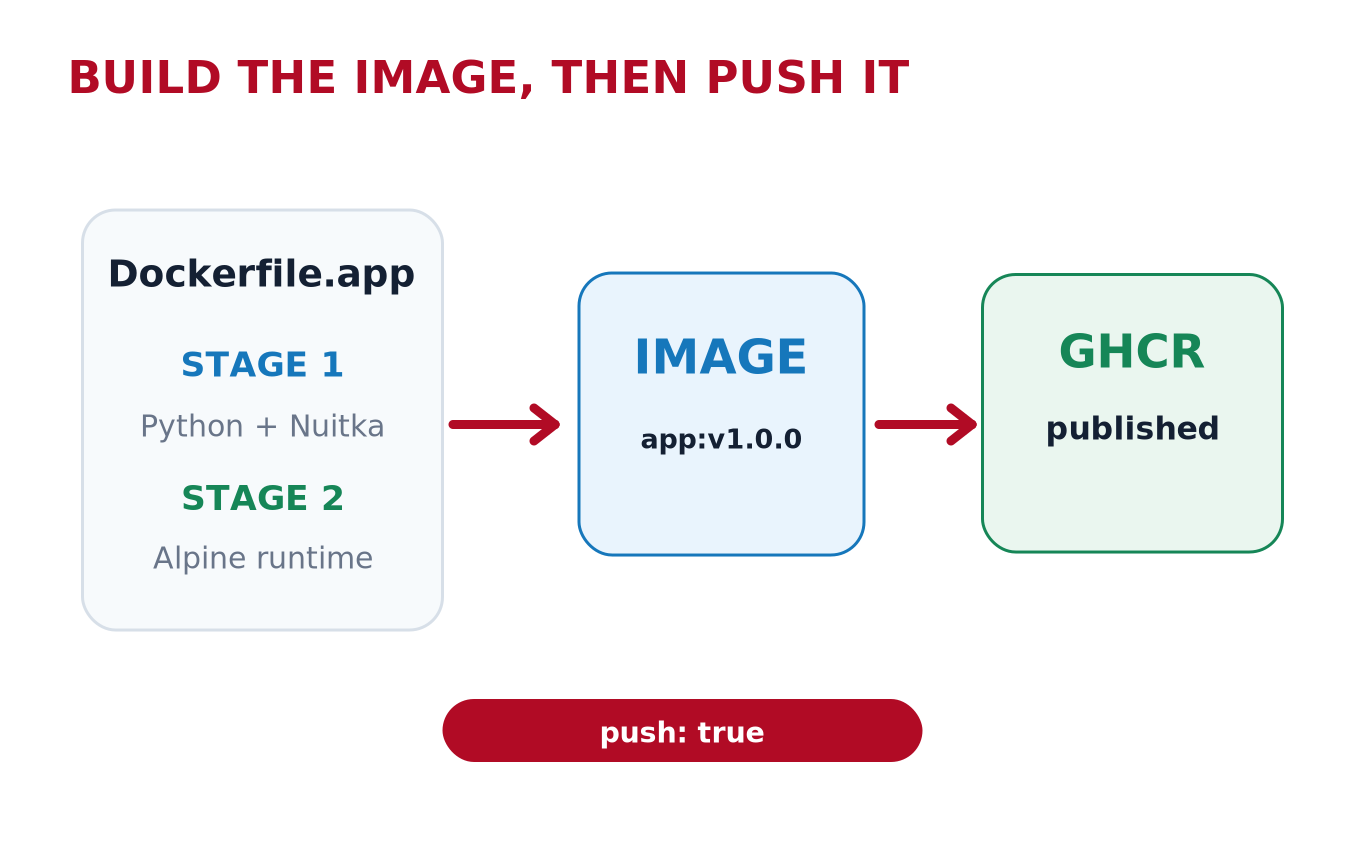 BUILD THE IMAGE, THEN PUSH IT
Dockerfile.app
STAGE 1
Python + Nuitka
STAGE 2
Alpine runtime
IMAGE
app:v1.0.0
GHCR
published
push: true